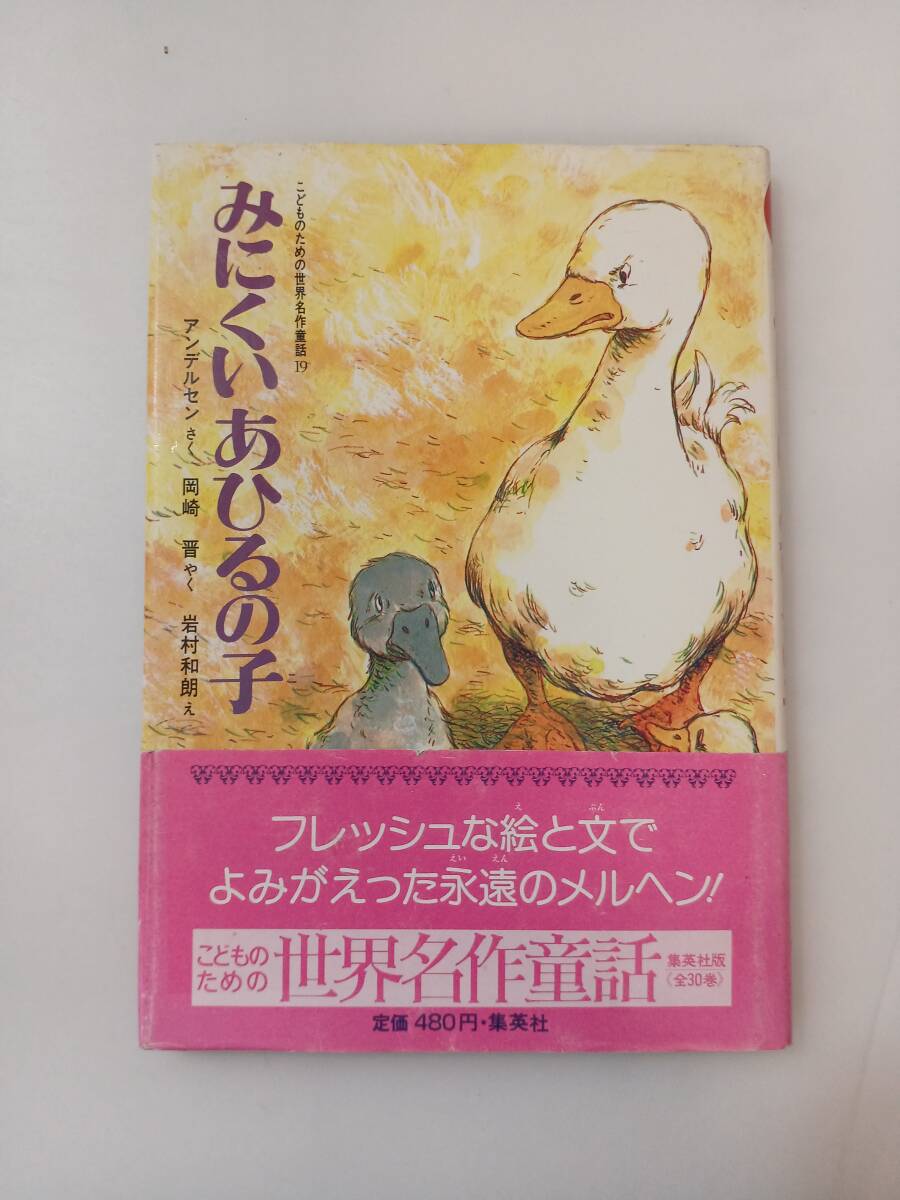 こどものための世界名作童話 19
みにくいあひるの子
アンデルセン さく 岡崎 晋 やく 岩村和朗 え
フレッシュな絵と文で
よみがえった永遠のメルヘン!
こどものための
世界名作童話
集英社版
《全30巻》
定価 480円・集英社